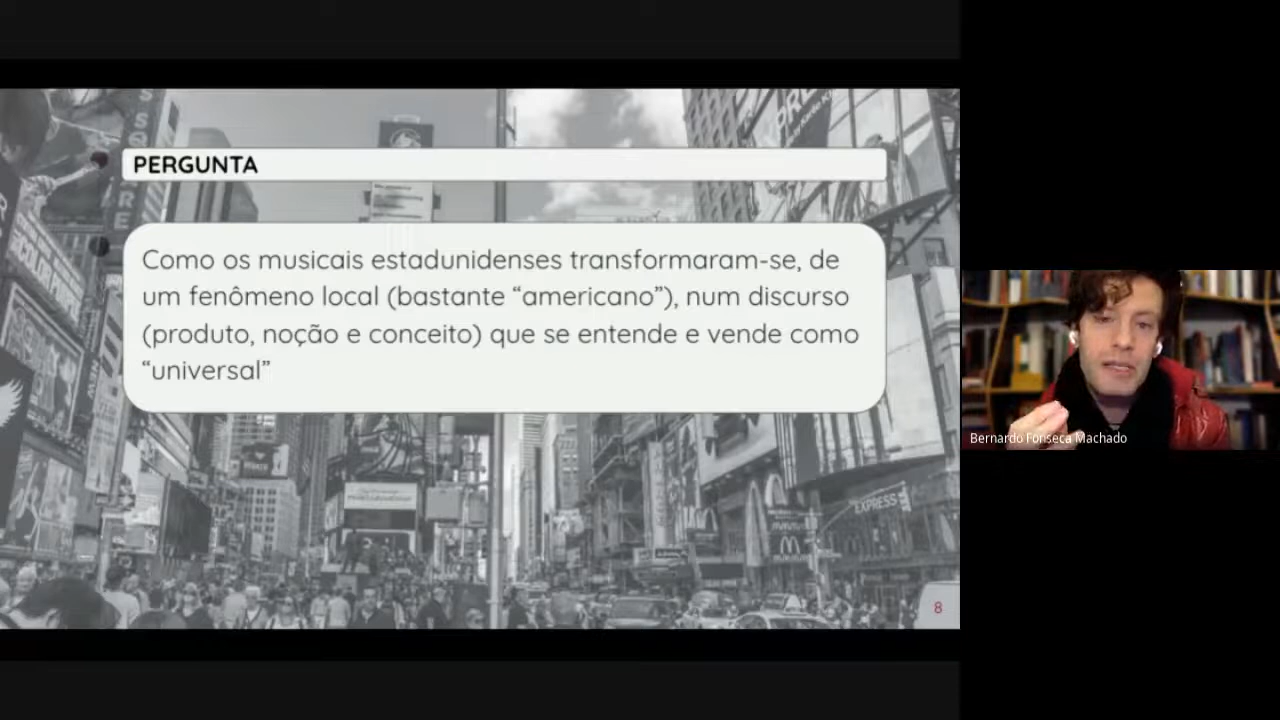 PERGUNTA
Como os musicais estadunidenses transformaram-se, de
um fenômeno local (bastante “americano”), num discurso
(produto, noção e conceito) que se entende e vende como
“universal”
EXPRESS
8
Bernardo Fonseca Machado